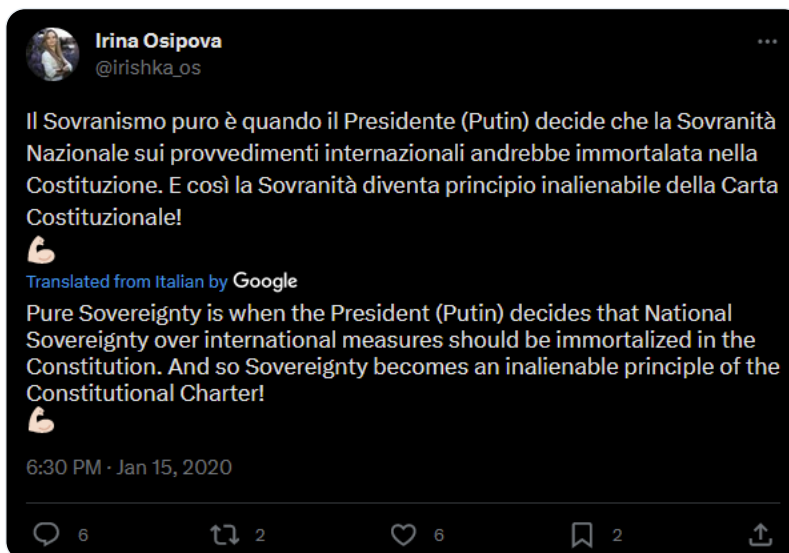 Irina Osipova
@irishka_os
Il Sovranismo puro è quando il Presidente (Putin) decide che la Sovranità
Nazionale sui provvedimenti internazionali andrebbe immortalata nella
Costituzione. E così la Sovranità diventa principio inalienabile della Carta
Costituzionale!
💪🏻
Translated from Italian by Google
Pure Sovereignty is when the President (Putin) decides that National
Sovereignty over international measures should be immortalized in the
Constitution. And so Sovereignty becomes an inalienable principle of the
Constitutional Charter!
💪🏻
6:30 PM · Jan 15, 2020
6 2 6 2